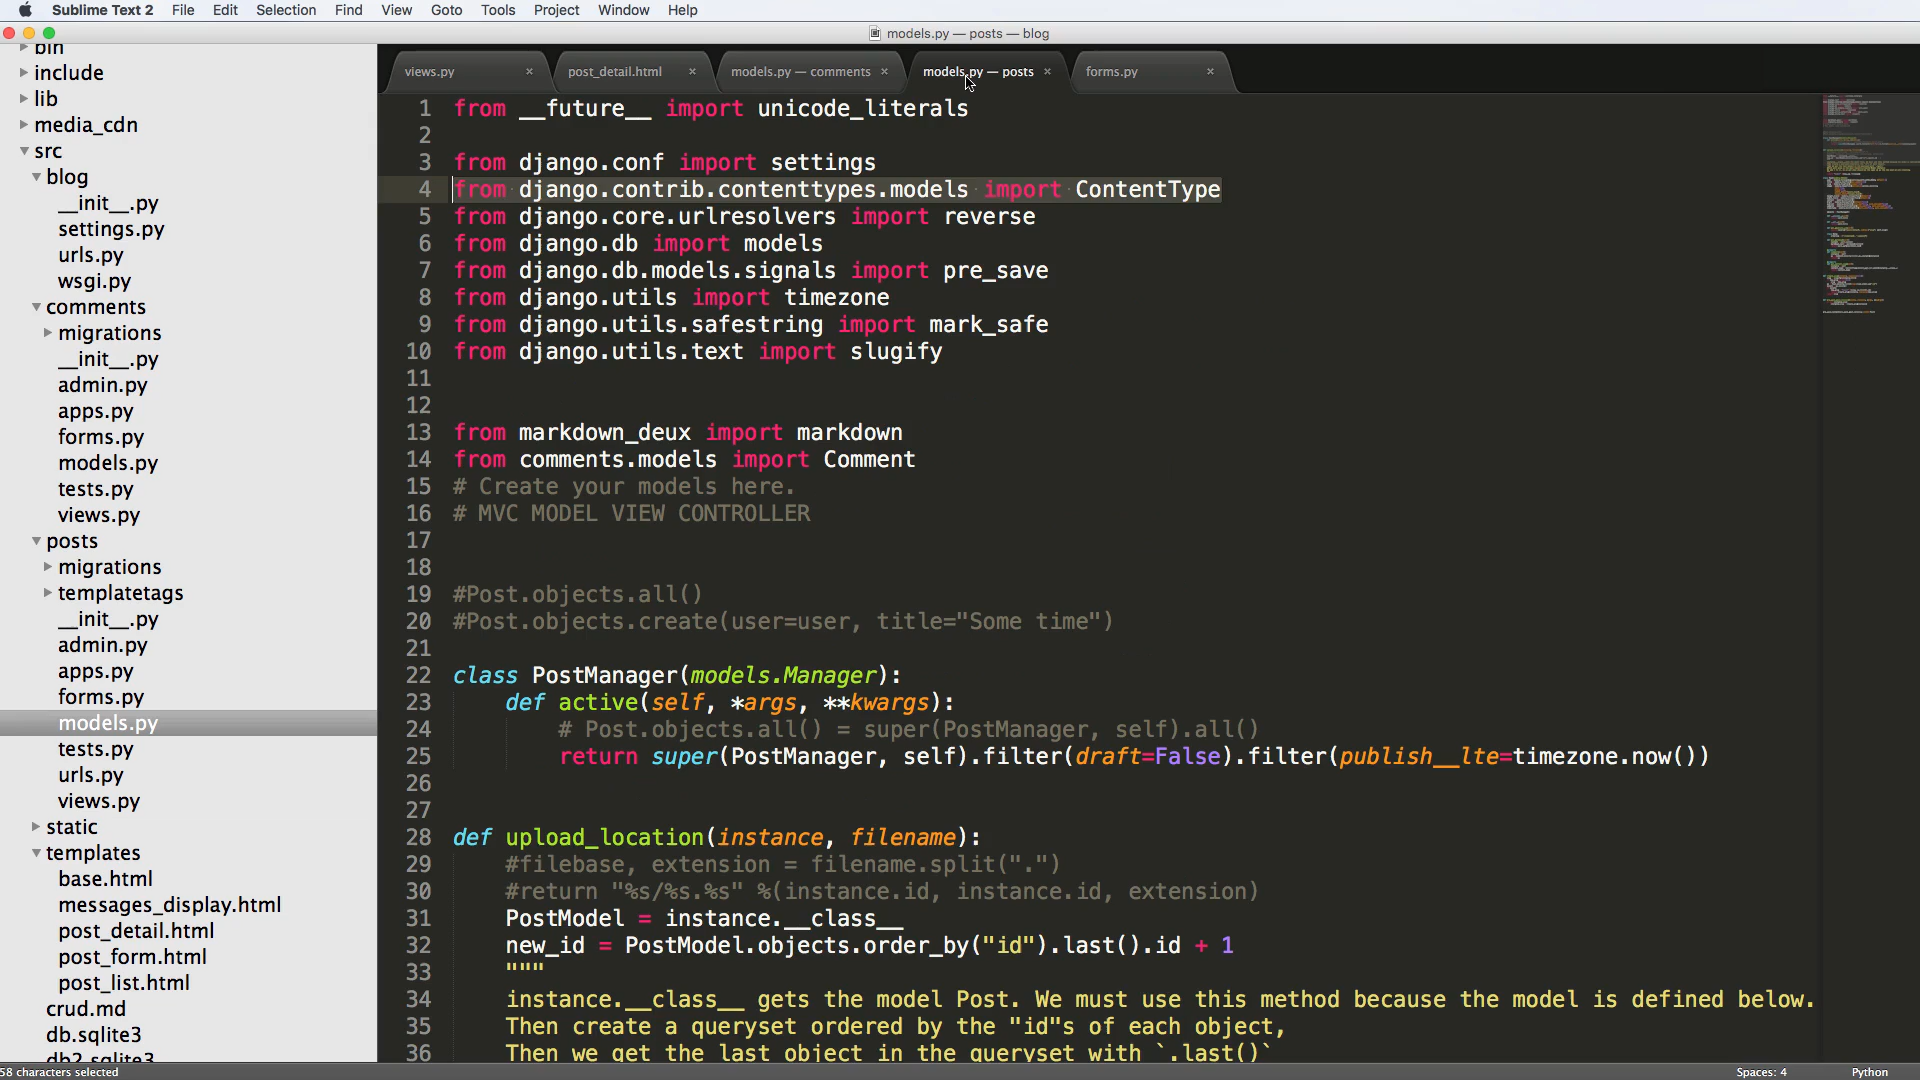 Sublime Text 2 File Edit Selection Find View Goto Tools Project Window Help
models.py — posts — blog
bin
include
lib
media_cdn
src
blog
__init__.py
settings.py
urls.py
wsgi.py
comments
migrations
__init__.py
admin.py
apps.py
forms.py
models.py
tests.py
views.py
posts
migrations
templatetags
__init__.py
admin.py
apps.py
forms.py
models.py
tests.py
urls.py
views.py
static
templates
base.html
messages_display.html
post_detail.html
post_form.html
post_list.html
crud.md
db.sqlite3
db2.sqlite3
views.py × post_detail.html × models.py — comments × models.py — posts × forms.py ×
1 from __future__ import unicode_literals
2
3 from django.conf import settings
4 from django.contrib.contenttypes.models import ContentType
5 from django.core.urlresolvers import reverse
6 from django.db import models
7 from django.db.models.signals import pre_save
8 from django.utils import timezone
9 from django.utils.safestring import mark_safe
10 from django.utils.text import slugify
11
12
13 from markdown_deux import markdown
14 from comments.models import Comment
15 # Create your models here.
16 # MVC MODEL VIEW CONTROLLER
17
18
19 #Post.objects.all()
20 #Post.objects.create(user=user, title="Some time")
21
22 class PostManager(models.Manager):
23 def active(self, *args, **kwargs):
24 # Post.objects.all() = super(PostManager, self).all()
25 return super(PostManager, self).filter(draft=False).filter(publish__lte=timezone.now())
26
27
28 def upload_location(instance, filename):
29 #filebase, extension = filename.split(".")
30 #return "%s/%s.%s" %(instance.id, instance.id, extension)
31 PostModel = instance.__class__
32 new_id = PostModel.objects.order_by("id").last().id + 1
33 """
34 instance.__class__ gets the model Post. We must use this method because the model is defined below.
35 Then create a queryset ordered by the "id"s of each object,
36 Then we get the last object in the queryset with `.last()`
58 characters selected Spaces: 4 Python